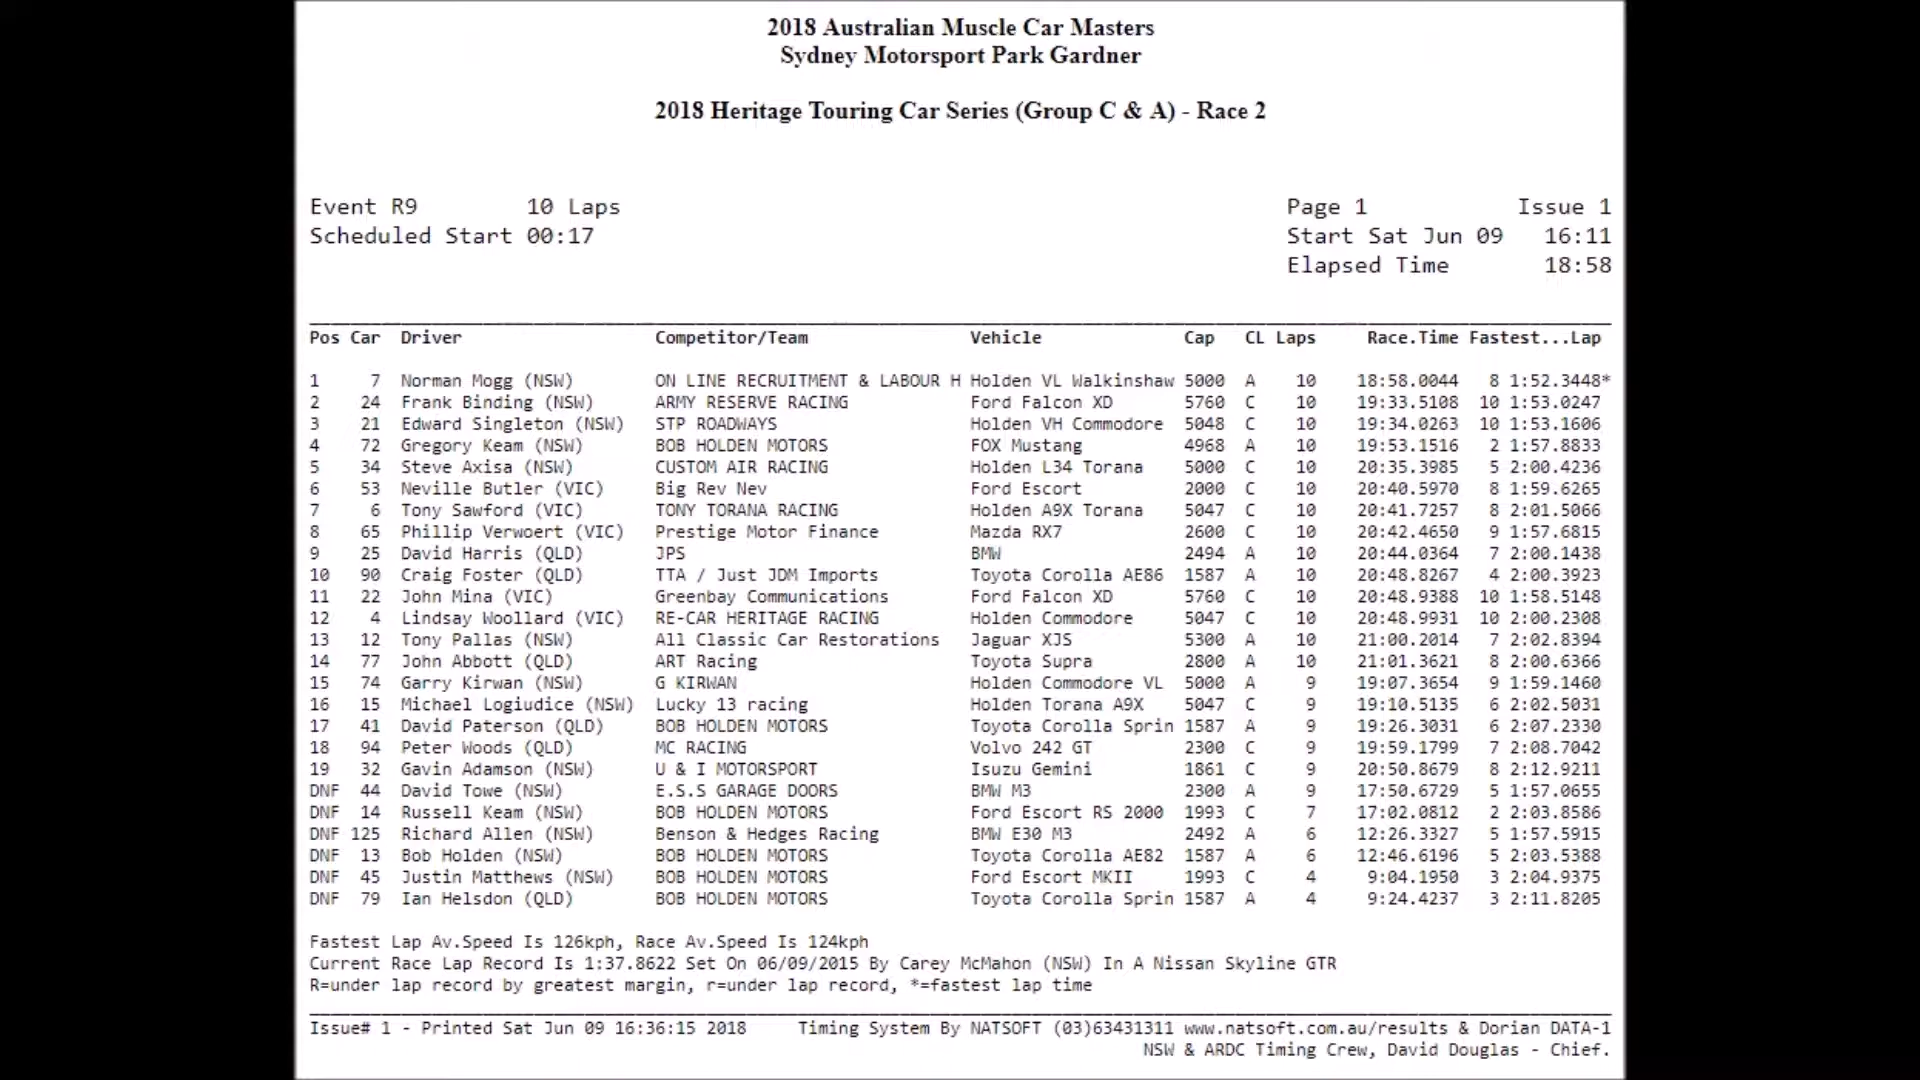 2018 Australian Muscle Car Masters
Sydney Motorsport Park Gardner
2018 Heritage Touring Car Series (Group C & A) - Race 2
Event R9 10 Laps Page 1 Issue 1
Scheduled Start 00:17 Start Sat Jun 09 16:11
Elapsed Time 18:58
Pos Car Driver Competitor/Team Vehicle Cap CL Laps Race.Time Fastest...Lap
1 7 Norman Mogg (NSW) ON LINE RECRUITMENT & LABOUR H Holden VL Walkinshaw 5000 A 10 18:58.0044 8 1:52.3448*
2 24 Frank Binding (NSW) ARMY RESERVE RACING Ford Falcon XD 5760 C 10 19:33.5108 10 1:53.0247
3 21 Edward Singleton (NSW) STP ROADWAYS Holden VH Commodore 5048 C 10 19:34.0263 10 1:53.1606
4 72 Gregory Keam (NSW) BOB HOLDEN MOTORS FOX Mustang 4968 A 10 19:53.1516 2 1:57.8833
5 34 Steve Axisa (NSW) CUSTOM AIR RACING Holden L34 Torana 5000 C 10 20:35.3985 5 2:00.4236
6 53 Neville Butler (VIC) Big Rev Nev Ford Escort 2000 C 10 20:40.5970 8 1:59.6265
7 6 Tony Sawford (VIC) TONY TORANA RACING Holden A9X Torana 5047 C 10 20:41.7257 8 2:01.5066
8 65 Phillip Verwoert (VIC) Prestige Motor Finance Mazda RX7 2600 C 10 20:42.4650 9 1:57.6815
9 25 David Harris (QLD) JPS BMW 2494 A 10 20:44.0364 7 2:00.1438
10 90 Craig Foster (QLD) TTA / Just JDM Imports Toyota Corolla AE86 1587 A 10 20:48.8267 4 2:00.3923
11 22 John Mina (VIC) Greenbay Communications Ford Falcon XD 5760 C 10 20:48.9388 10 1:58.5148
12 4 Lindsay Woollard (VIC) RE-CAR HERITAGE RACING Holden Commodore 5047 C 10 20:48.9931 10 2:00.2308
13 12 Tony Pallas (NSW) All Classic Car Restorations Jaguar XJS 5300 A 10 21:00.2014 7 2:02.8394
14 77 John Abbott (QLD) ART Racing Toyota Supra 2800 A 10 21:01.3621 8 2:00.6366
15 74 Garry Kirwan (NSW) G KIRWAN Holden Commodore VL 5000 A 9 19:07.3654 9 1:59.1460
16 15 Michael Logiudice (NSW) Lucky 13 racing Holden Torana A9X 5047 C 9 19:10.5135 6 2:02.5031
17 41 David Paterson (QLD) BOB HOLDEN MOTORS Toyota Corolla Sprin 1587 A 9 19:26.3031 6 2:07.2330
18 94 Peter Woods (QLD) MC RACING Volvo 242 GT 2300 C 9 19:59.1799 7 2:08.7042
19 32 Gavin Adamson (NSW) U & I MOTORSPORT Isuzu Gemini 1861 C 9 20:50.8679 8 2:12.9211
DNF 44 David Towe (NSW) E.S.S GARAGE DOORS BMW M3 2300 A 9 17:50.6729 5 1:57.0655
DNF 14 Russell Keam (NSW) BOB HOLDEN MOTORS Ford Escort RS 2000 1993 C 7 17:02.0812 2 2:03.8586
DNF 125 Richard Allen (NSW) Benson & Hedges Racing BMW E30 M3 2492 A 6 12:26.3327 5 1:57.5915
DNF 13 Bob Holden (NSW) BOB HOLDEN MOTORS Toyota Corolla AE82 1587 A 6 12:46.6196 5 2:03.5388
DNF 45 Justin Matthews (NSW) BOB HOLDEN MOTORS Ford Escort MKII 1993 C 4 9:04.1950 3 2:04.9375
DNF 79 Ian Helsdon (QLD) BOB HOLDEN MOTORS Toyota Corolla Sprin 1587 A 4 9:24.4237 3 2:11.8205
Fastest Lap Av.Speed Is 126kph, Race Av.Speed Is 124kph
Current Race Lap Record Is 1:37.8622 Set On 06/09/2015 By Carey McMahon (NSW) In A Nissan Skyline GTR
R=under lap record by greatest margin, r=under lap record, *=fastest lap time
Issue# 1 - Printed Sat Jun 09 16:36:15 2018 Timing System By NATSOFT (03)63431311 www.natsoft.com.au/results & Dorian DATA-1
NSW & ARDC Timing Crew, David Douglas - Chief.